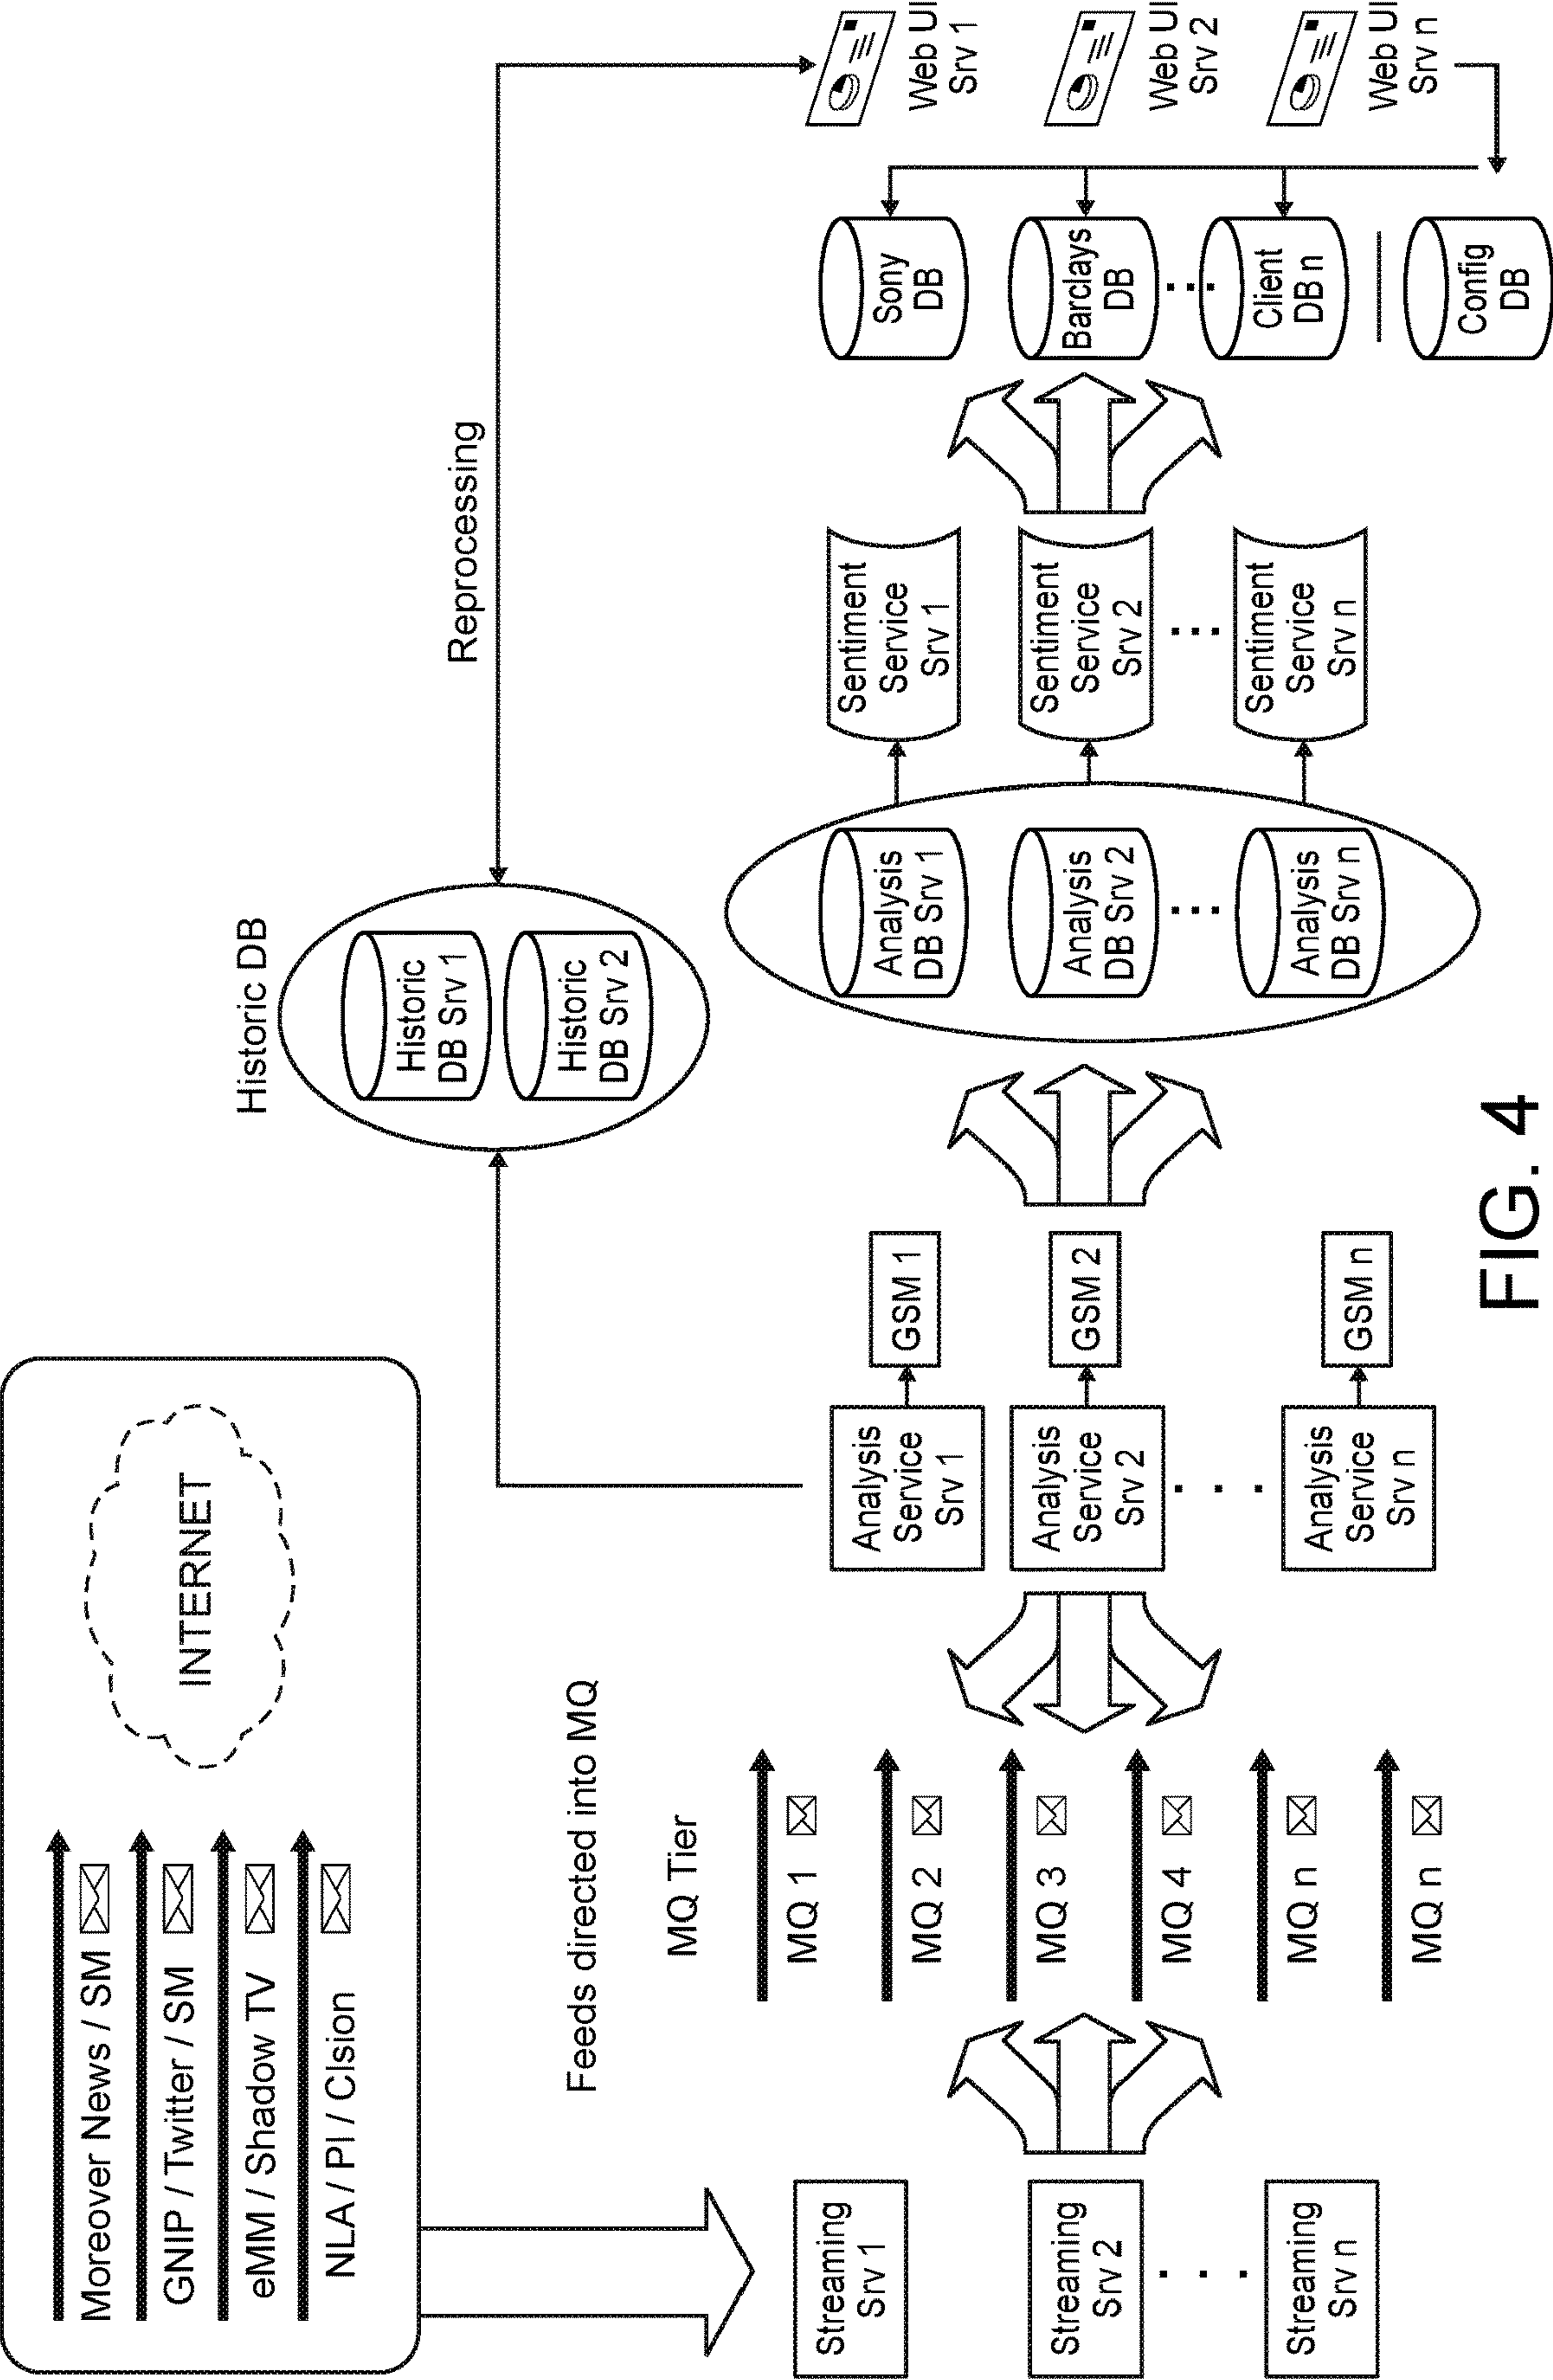 INTERNET
Moreover News / SM
GNIP / Twitter / SM
eMM / Shadow TV
NLA / PI / CIsion
Historic DB
Historic
DB Srv 1
Historic
DB Srv 2
Reprocessing
Feeds directed into MQ
MQ Tier
Streaming
Srv 1
Streaming
Srv 2
Streaming
Srv n
MQ 1
MQ 2
MQ 3
MQ 4
MQ n
MQ n
Analysis
Service
Srv 1
Analysis
Service
Srv 2
Analysis
Service
Srv n
GSM 1
GSM 2
GSM n
Analysis
DB Srv 1
Analysis
DB Srv 2
Analysis
DB Srv n
Sentiment
Service
Srv 1
Sentiment
Service
Srv 2
Sentiment
Service
Srv n
Sony
DB
Barclays
DB
Client
DB n
Config
DB
Web UI
Srv 1
Web UI
Srv 2
Web UI
Srv n
FIG. 4